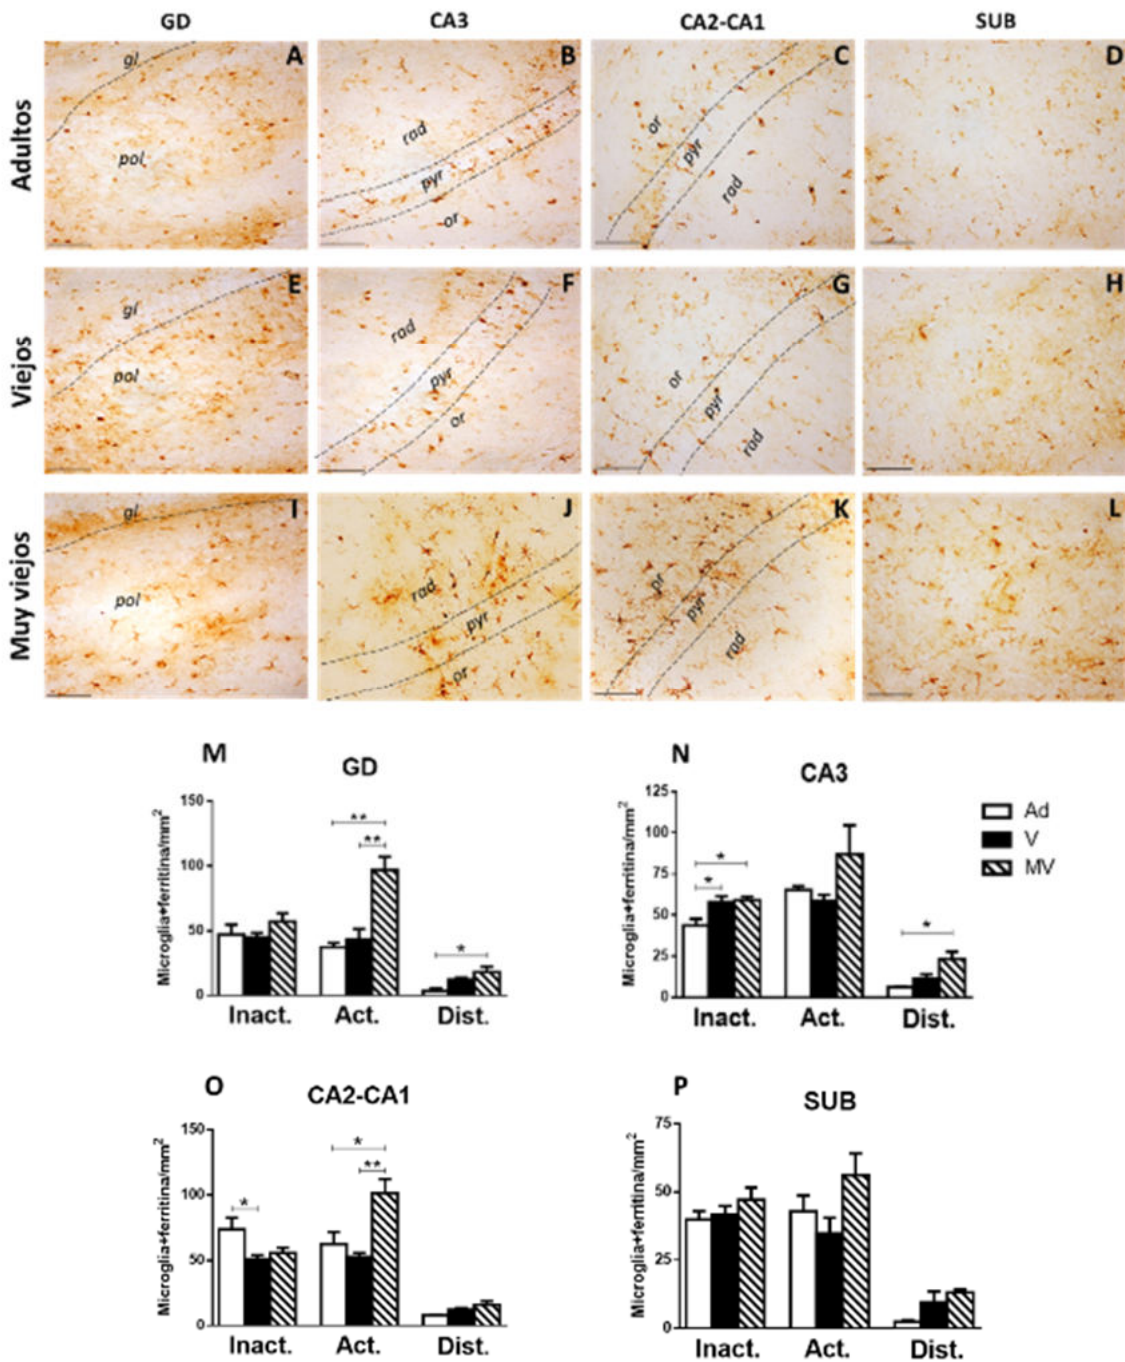 GD CA3 CA2-CA1 SUB
Adultos
gl A
pol
B
rad
pyr
or
C
or
pyr
rad
D
Viejos
E
gl
pol
F
rad
pyr
or
G
or
pyr
rad
H
Muy viejos
gl I
pol
J
rad
pyr
or
K
or
pyr
rad
L
M
GD
Microglia+ferritina/mm²
150
100
50
0
** 
**
*
Inact. Act. Dist.
N
CA3
Microglia+ferritina/mm²
125
100
75
50
25
0
*
*
*
Inact. Act. Dist.
Ad
V
MV
O
CA2-CA1
Microglia+ferritina/mm²
150
100
50
0
*
*
**
Inact. Act. Dist.
P
SUB
Microglia+ferritina/mm²
75
50
25
0
Inact. Act. Dist.